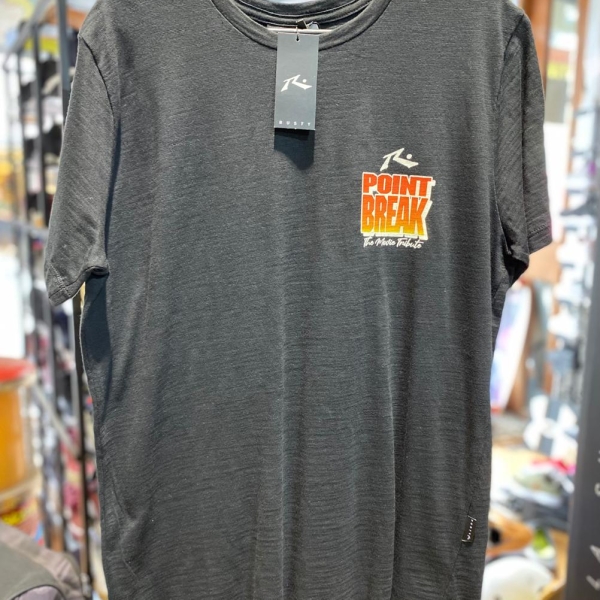 RUSTY
POINT
BREAK
The Movie Tribute